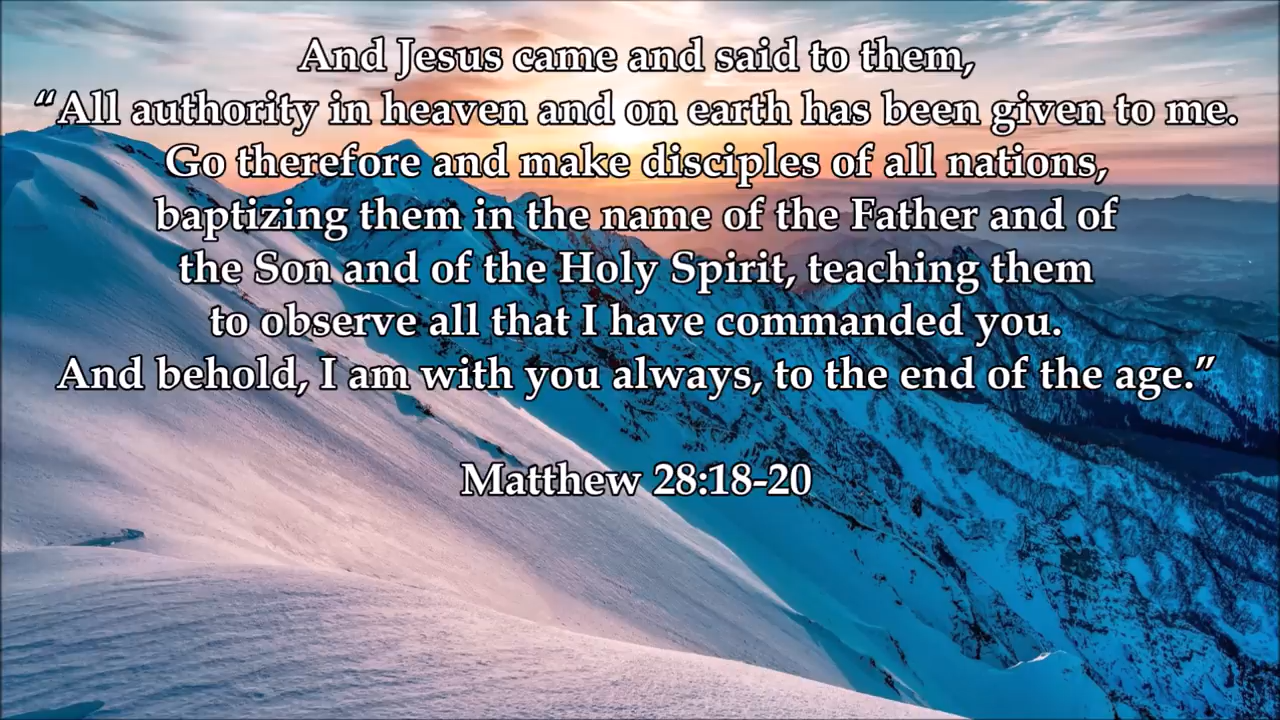 And Jesus came and said to them,
“All authority in heaven and on earth has been given to me.
Go therefore and make disciples of all nations,
baptizing them in the name of the Father and of
the Son and of the Holy Spirit, teaching them
to observe all that I have commanded you.
And behold, I am with you always, to the end of the age.”
Matthew 28:18-20